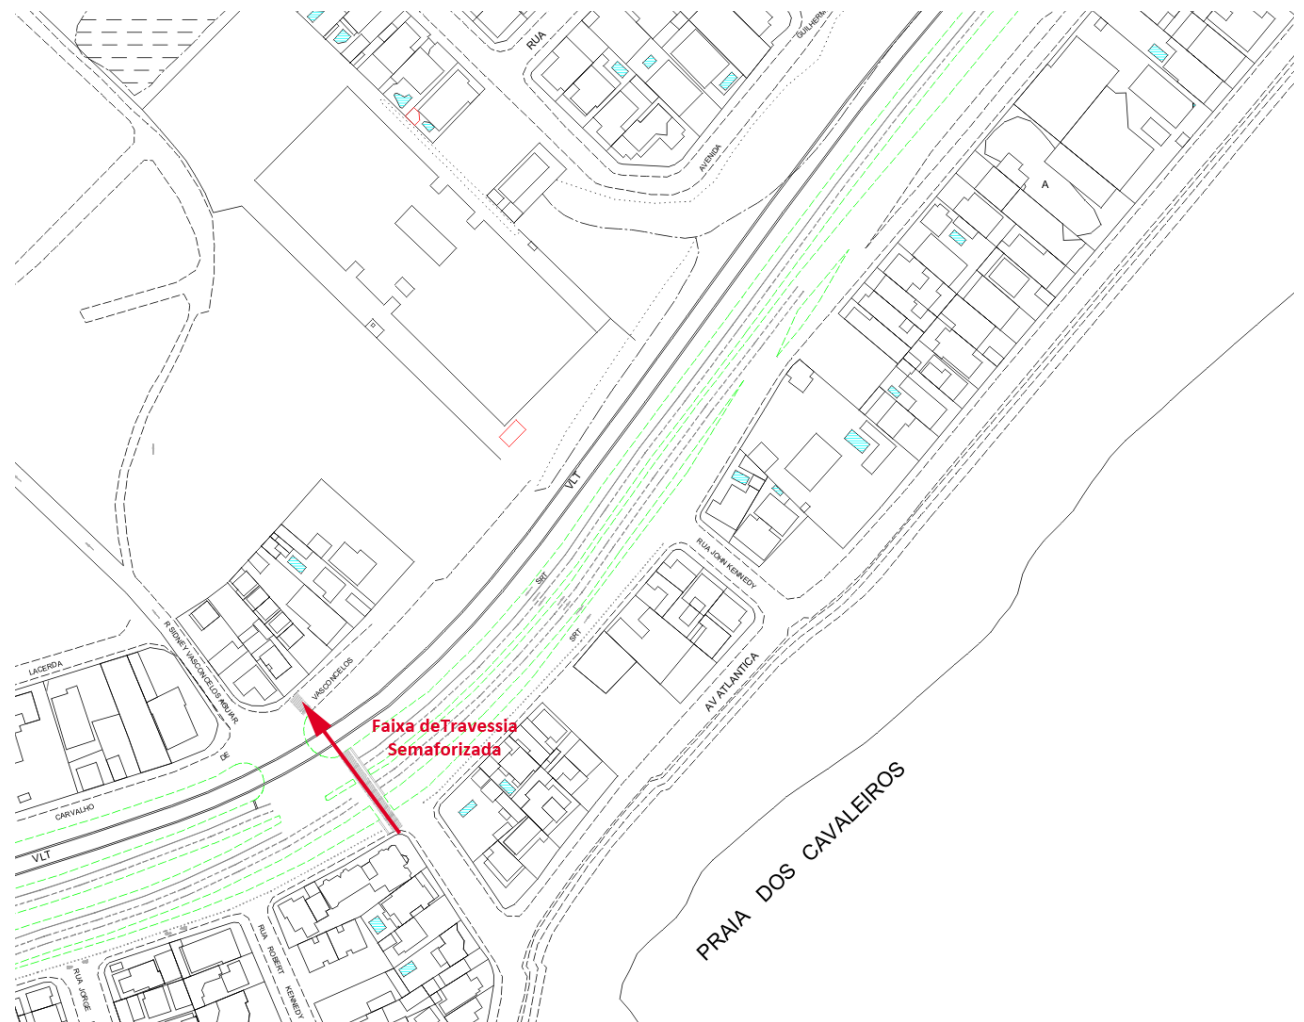 RUA
GUILHERME
AVENIDA
A
VLT
RUA JOHN KENNEDY
SRT
SRT
R SIDNEY VASCONCELOS AGUIAR
LACERDA
VASCONCELOS
AV ATLANTICA
Faixa deTravessia
Semaforizada
DE
CARVALHO
VLT
PRAIA DOS CAVALEIROS
RUA ROBERT KENNEDY
RUA JORGE